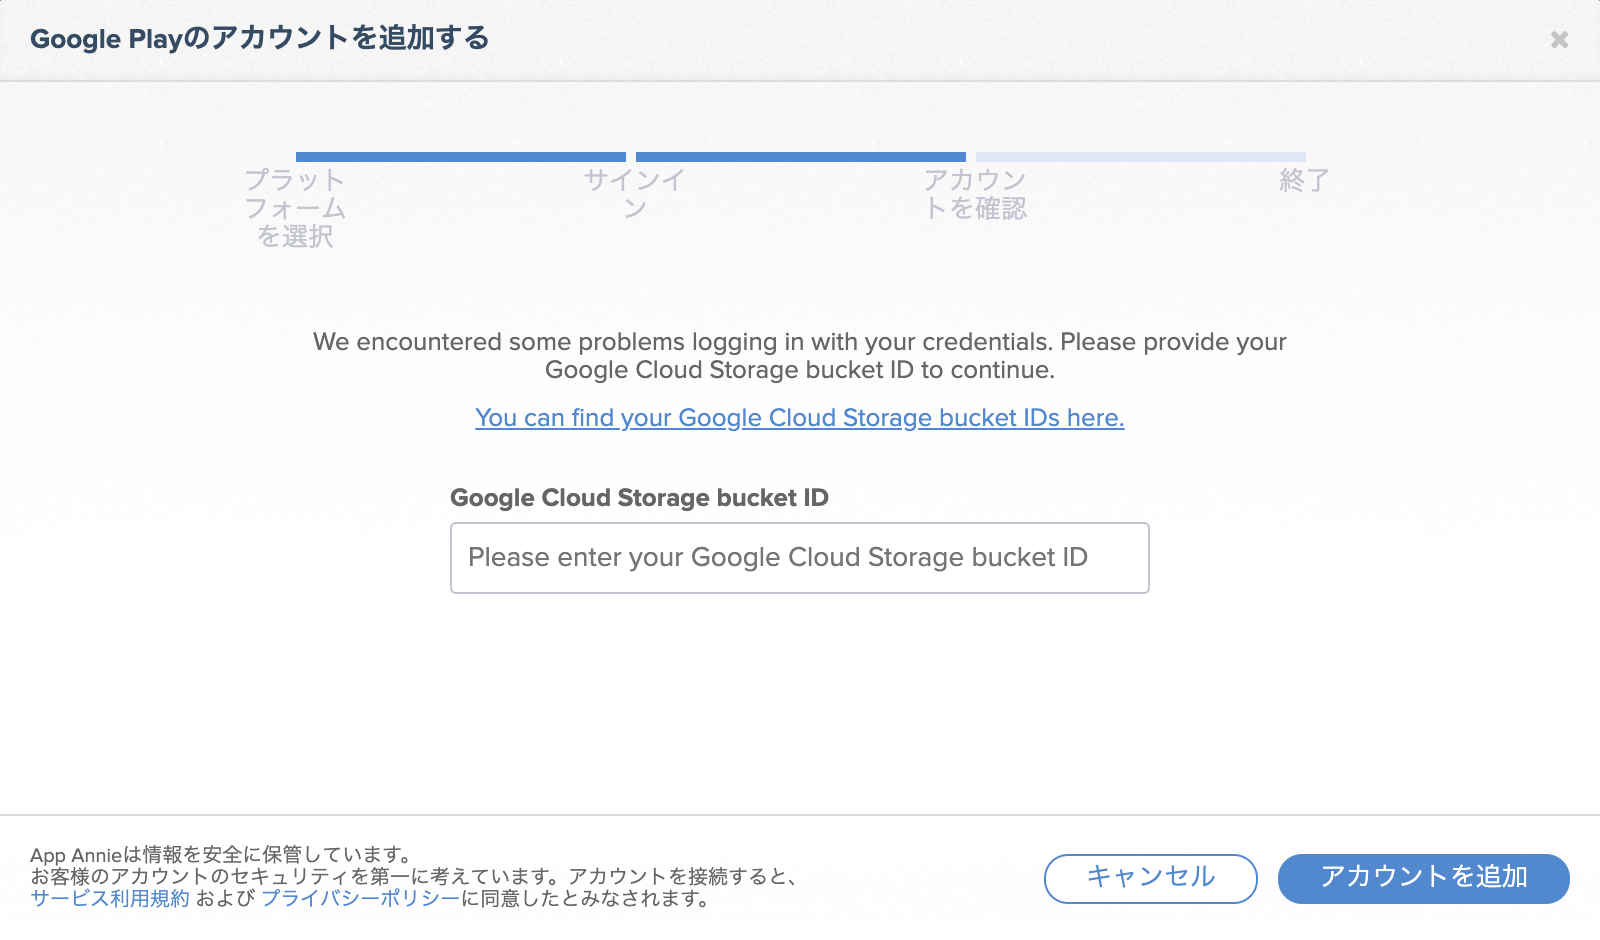 Google Playのアカウントを追加する
プラット
フォーム
を選択
サインイ
ン
アカウン
トを確認
終了
We encountered some problems logging in with your credentials. Please provide your
Google Cloud Storage bucket ID to continue.
You can find your Google Cloud Storage bucket IDs here.
Google Cloud Storage bucket ID
Please enter your Google Cloud Storage bucket ID
App Annieは情報を安全に保管しています。
お客様のアカウントのセキュリティを第一に考えています。アカウントを接続すると、
サービス利用規約 および プライバシーポリシーに同意したとみなされます。
キャンセル
アカウントを追加